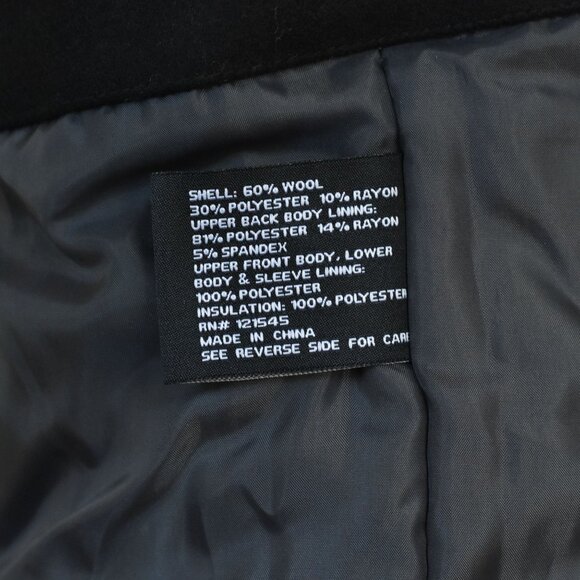 SHELL: 60% WOOL
30% POLYESTER 10% RAYON
UPPER BACK BODY LINING:
81% POLYESTER 14% RAYON
5% SPANDEX
UPPER FRONT BODY, LOWER
BODY & SLEEVE LINING:
100% POLYESTER
INSULATION: 100% POLYESTER
RN# 121545
MADE IN CHINA
SEE REVERSE SIDE FOR CARE